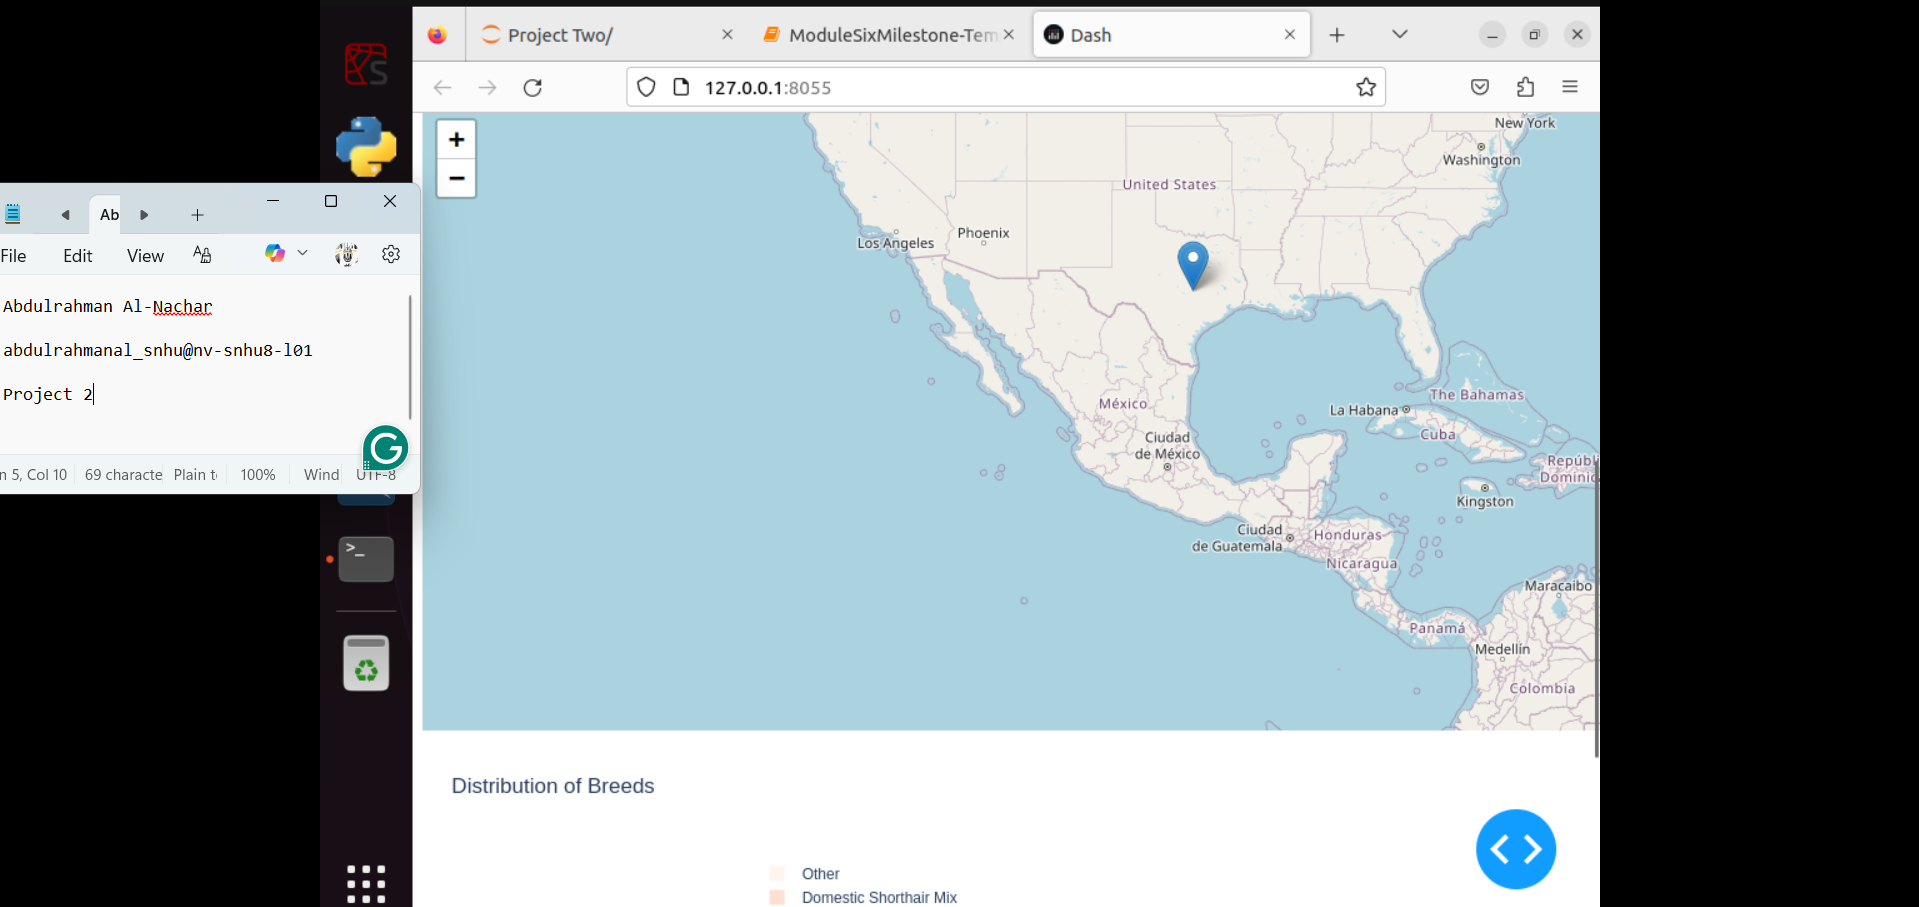 Project Two/
ModuleSixMilestone-Tem
Dash
127.0.0.1:8055
Ab
File
Edit
View
Abdulrahman Al-Nachar
abdulrahmanal_snhu@nv-snhu8-l01
Project 2
n 5, Col 10
69 characte
Plain t
100%
Wind
UTF-8
+
−
New York
Washington
United States
Phoenix
Los Angeles
The Bahamas
La Habana
México
Cuba
Ciudad
de México
Repúbl
Dominic
Kingston
Ciudad
de Guatemala
Honduras
Nicaragua
Maracaibo
Panamá
Medellín
Colombia
Distribution of Breeds
Other
Domestic Shorthair Mix